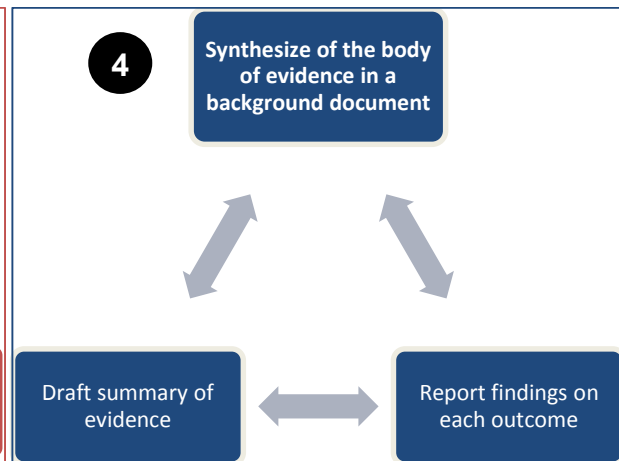 4
Synthesize of the body
of evidence in a
background document
Draft summary of
evidence
Report findings on
each outcome